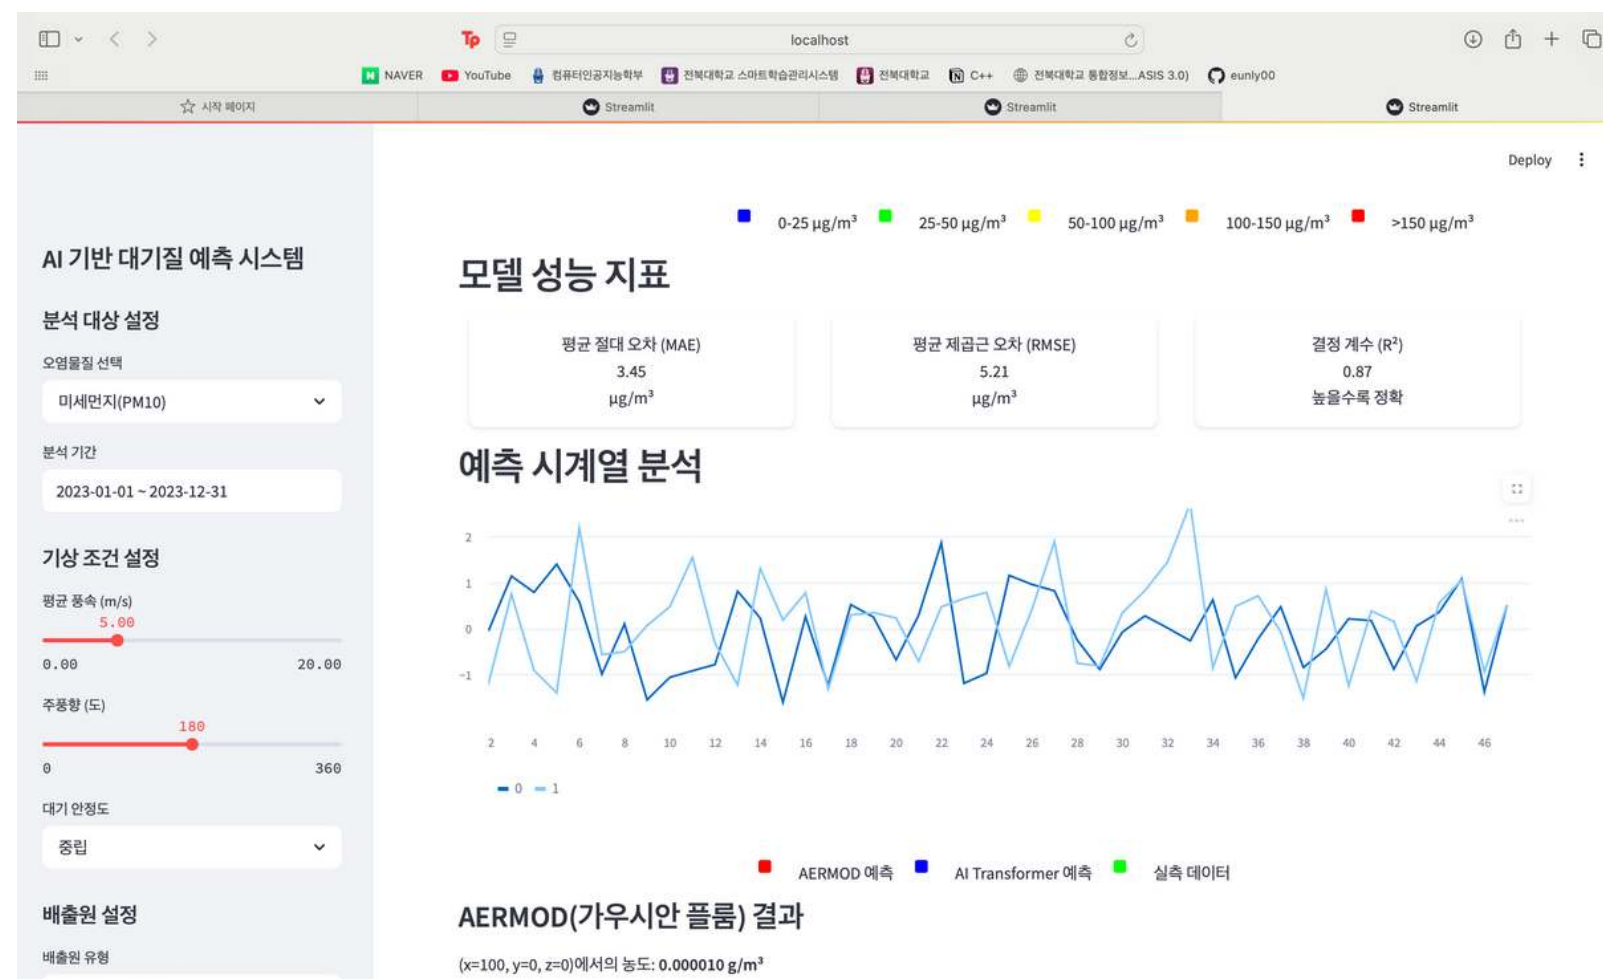 Tp
localhost
NAVER YouTube 컴퓨터인공지능학부 전북대학교 스마트학습관리시스템 전북대학교 C++ 전북대학교 통합정보...ASIS 3.0) eunly00
시작 페이지 Streamlit Streamlit Streamlit
Deploy
AI 기반 대기질 예측 시스템
분석 대상 설정
오염물질 선택
미세먼지(PM10)
분석 기간
2023-01-01 ~ 2023-12-31
기상 조건 설정
평균 풍속 (m/s)
5.00
0.00 20.00
주풍향 (도)
180
0 360
대기 안정도
중립
배출원 설정
배출원 유형
0-25 μg/m³ 25-50 μg/m³ 50-100 μg/m³ 100-150 μg/m³ >150 μg/m³
모델 성능 지표
평균 절대 오차 (MAE)
3.45
μg/m³
평균 제곱근 오차 (RMSE)
5.21
μg/m³
결정 계수 (R²)
0.87
높을수록 정확
예측 시계열 분석
2
1
0
−1
2 4 6 8 10 12 14 16 18 20 22 24 26 28 30 32 34 36 38 40 42 44 46
0 1
AERMOD 예측 AI Transformer 예측 실측 데이터
AERMOD(가우시안 플룸) 결과
(x=100, y=0, z=0)에서의 농도: 0.000010 g/m³